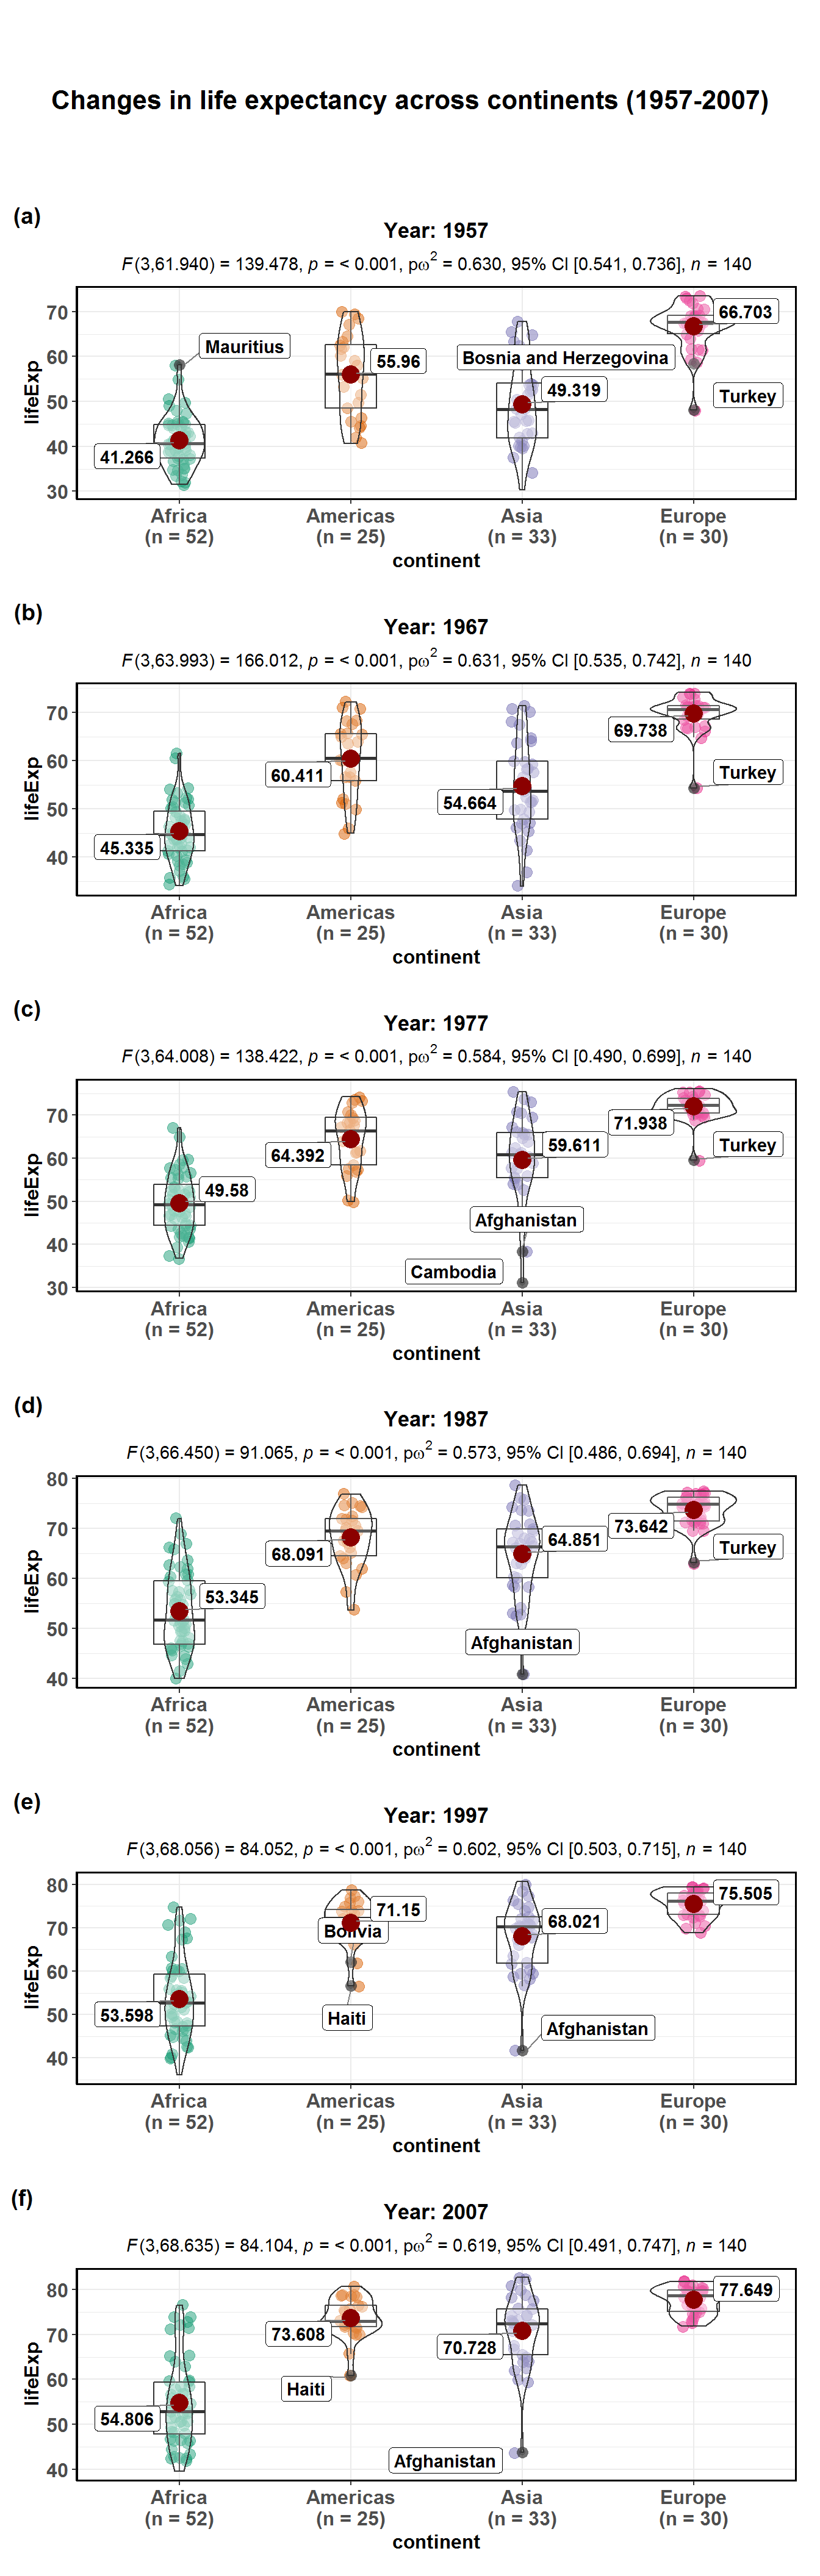 Changes in life expectancy across continents (1957-2007)
(a)
Year: 1957
F(3,61.940) = 139.478, p = < 0.001, pω² = 0.630, 95% CI [0.541, 0.736], n = 140
lifeExp
70
60
50
40
30
Mauritius
41.266
55.96
Bosnia and Herzegovina
49.319
66.703
Turkey
Africa Americas Asia Europe
(n = 52) (n = 25) (n = 33) (n = 30)
continent
(b)
Year: 1967
F(3,63.993) = 166.012, p = < 0.001, pω² = 0.631, 95% CI [0.535, 0.742], n = 140
lifeExp
70
60
50
40
45.335
60.411
54.664
69.738
Turkey
Africa Americas Asia Europe
(n = 52) (n = 25) (n = 33) (n = 30)
continent
(c)
Year: 1977
F(3,64.008) = 138.422, p = < 0.001, pω² = 0.584, 95% CI [0.490, 0.699], n = 140
lifeExp
70
60
50
40
30
49.58
64.392
59.611
Afghanistan
Cambodia
71.938
Turkey
Africa Americas Asia Europe
(n = 52) (n = 25) (n = 33) (n = 30)
continent
(d)
Year: 1987
F(3,66.450) = 91.065, p = < 0.001, pω² = 0.573, 95% CI [0.486, 0.694], n = 140
lifeExp
80
70
60
50
40
53.345
68.091
64.851
Afghanistan
73.642
Turkey
Africa Americas Asia Europe
(n = 52) (n = 25) (n = 33) (n = 30)
continent
(e)
Year: 1997
F(3,68.056) = 84.052, p = < 0.001, pω² = 0.602, 95% CI [0.503, 0.715], n = 140
lifeExp
80
70
60
50
40
53.598
71.15
Bolivia
Haiti
68.021
Afghanistan
75.505
Africa Americas Asia Europe
(n = 52) (n = 25) (n = 33) (n = 30)
continent
(f)
Year: 2007
F(3,68.635) = 84.104, p = < 0.001, pω² = 0.619, 95% CI [0.491, 0.747], n = 140
lifeExp
80
70
60
50
40
54.806
73.608
Haiti
70.728
Afghanistan
77.649
Africa Americas Asia Europe
(n = 52) (n = 25) (n = 33) (n = 30)
continent